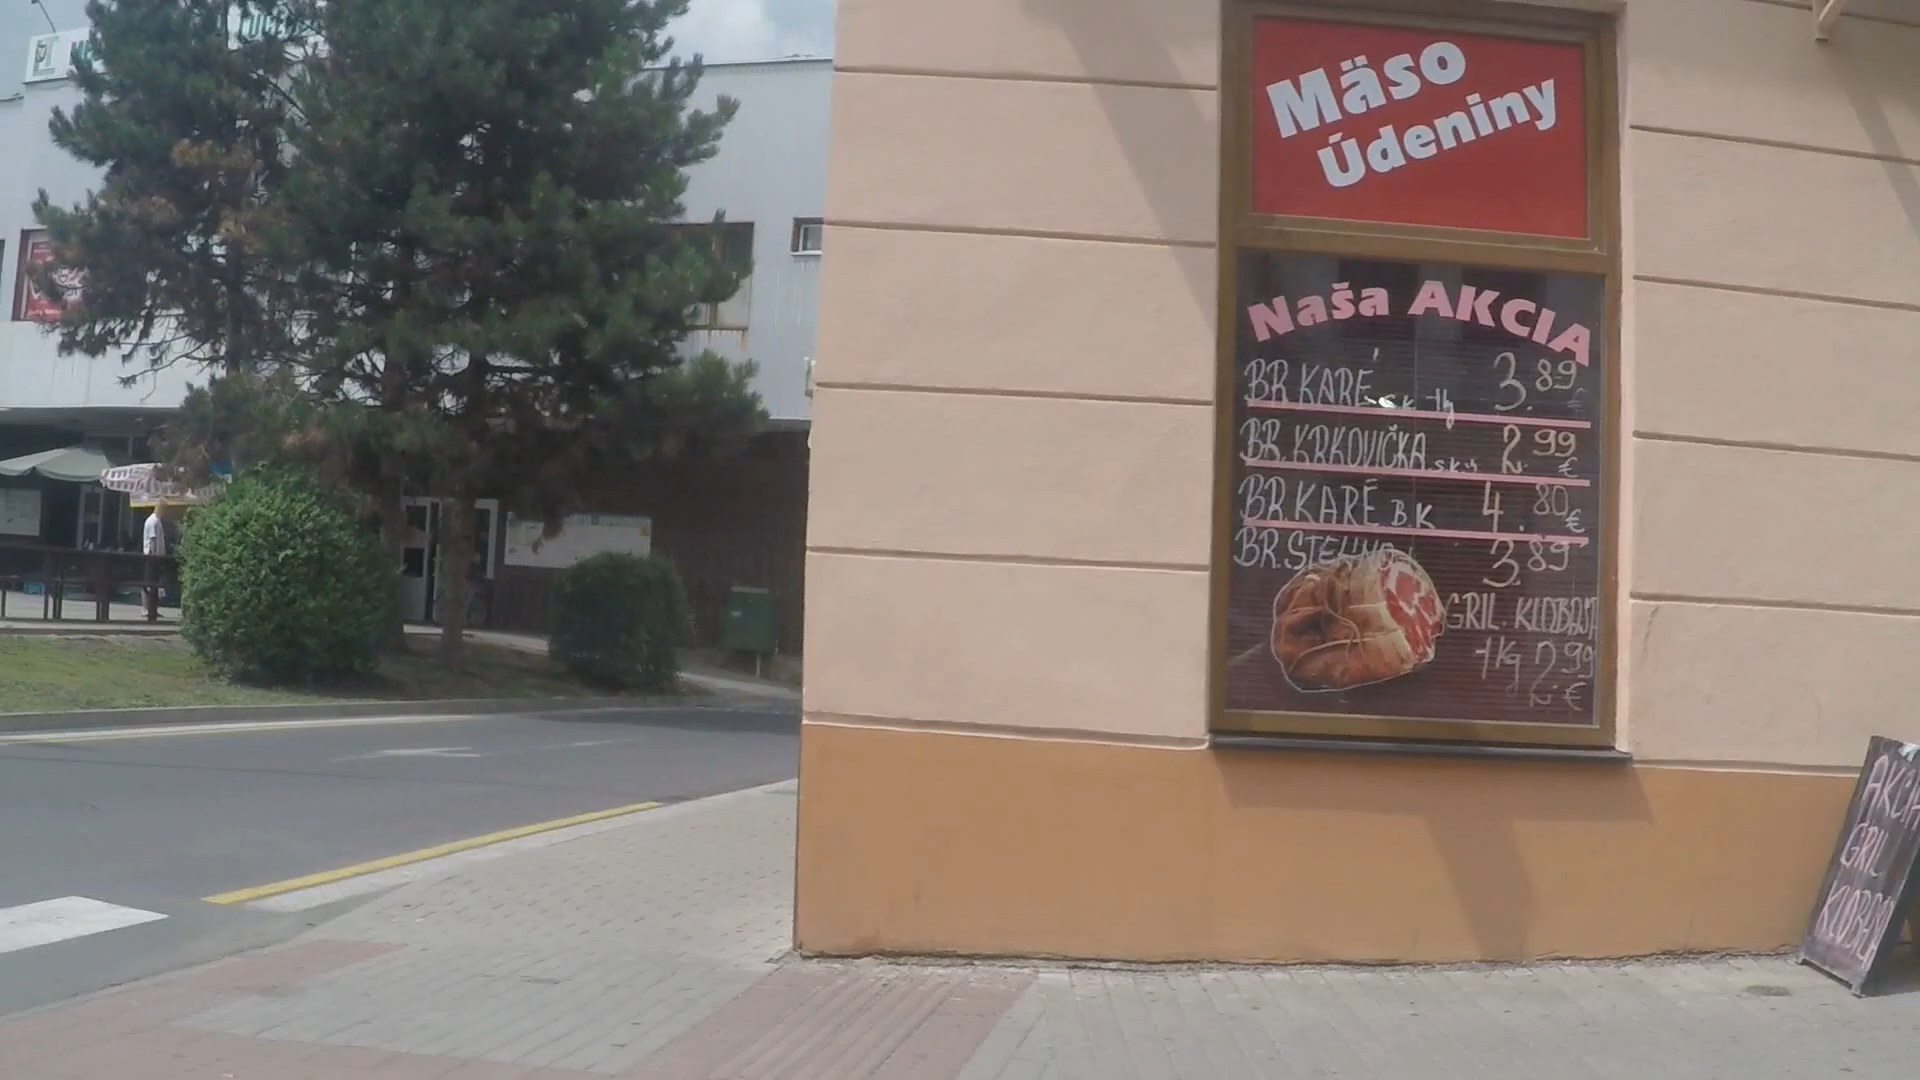 Mäso
Údeniny
Naša AKCIA
BR. KARÉ S.K. 1kg 3.89 €
BR. KRKOVIČKA S.K. 2.99 €
BR. KARÉ B.K 4.80 €
BR. STEHNO 3.89
GRIL. KLOBÁSA
1kg 2.99
€
AKCIA
GRIL
KLOBÁSA